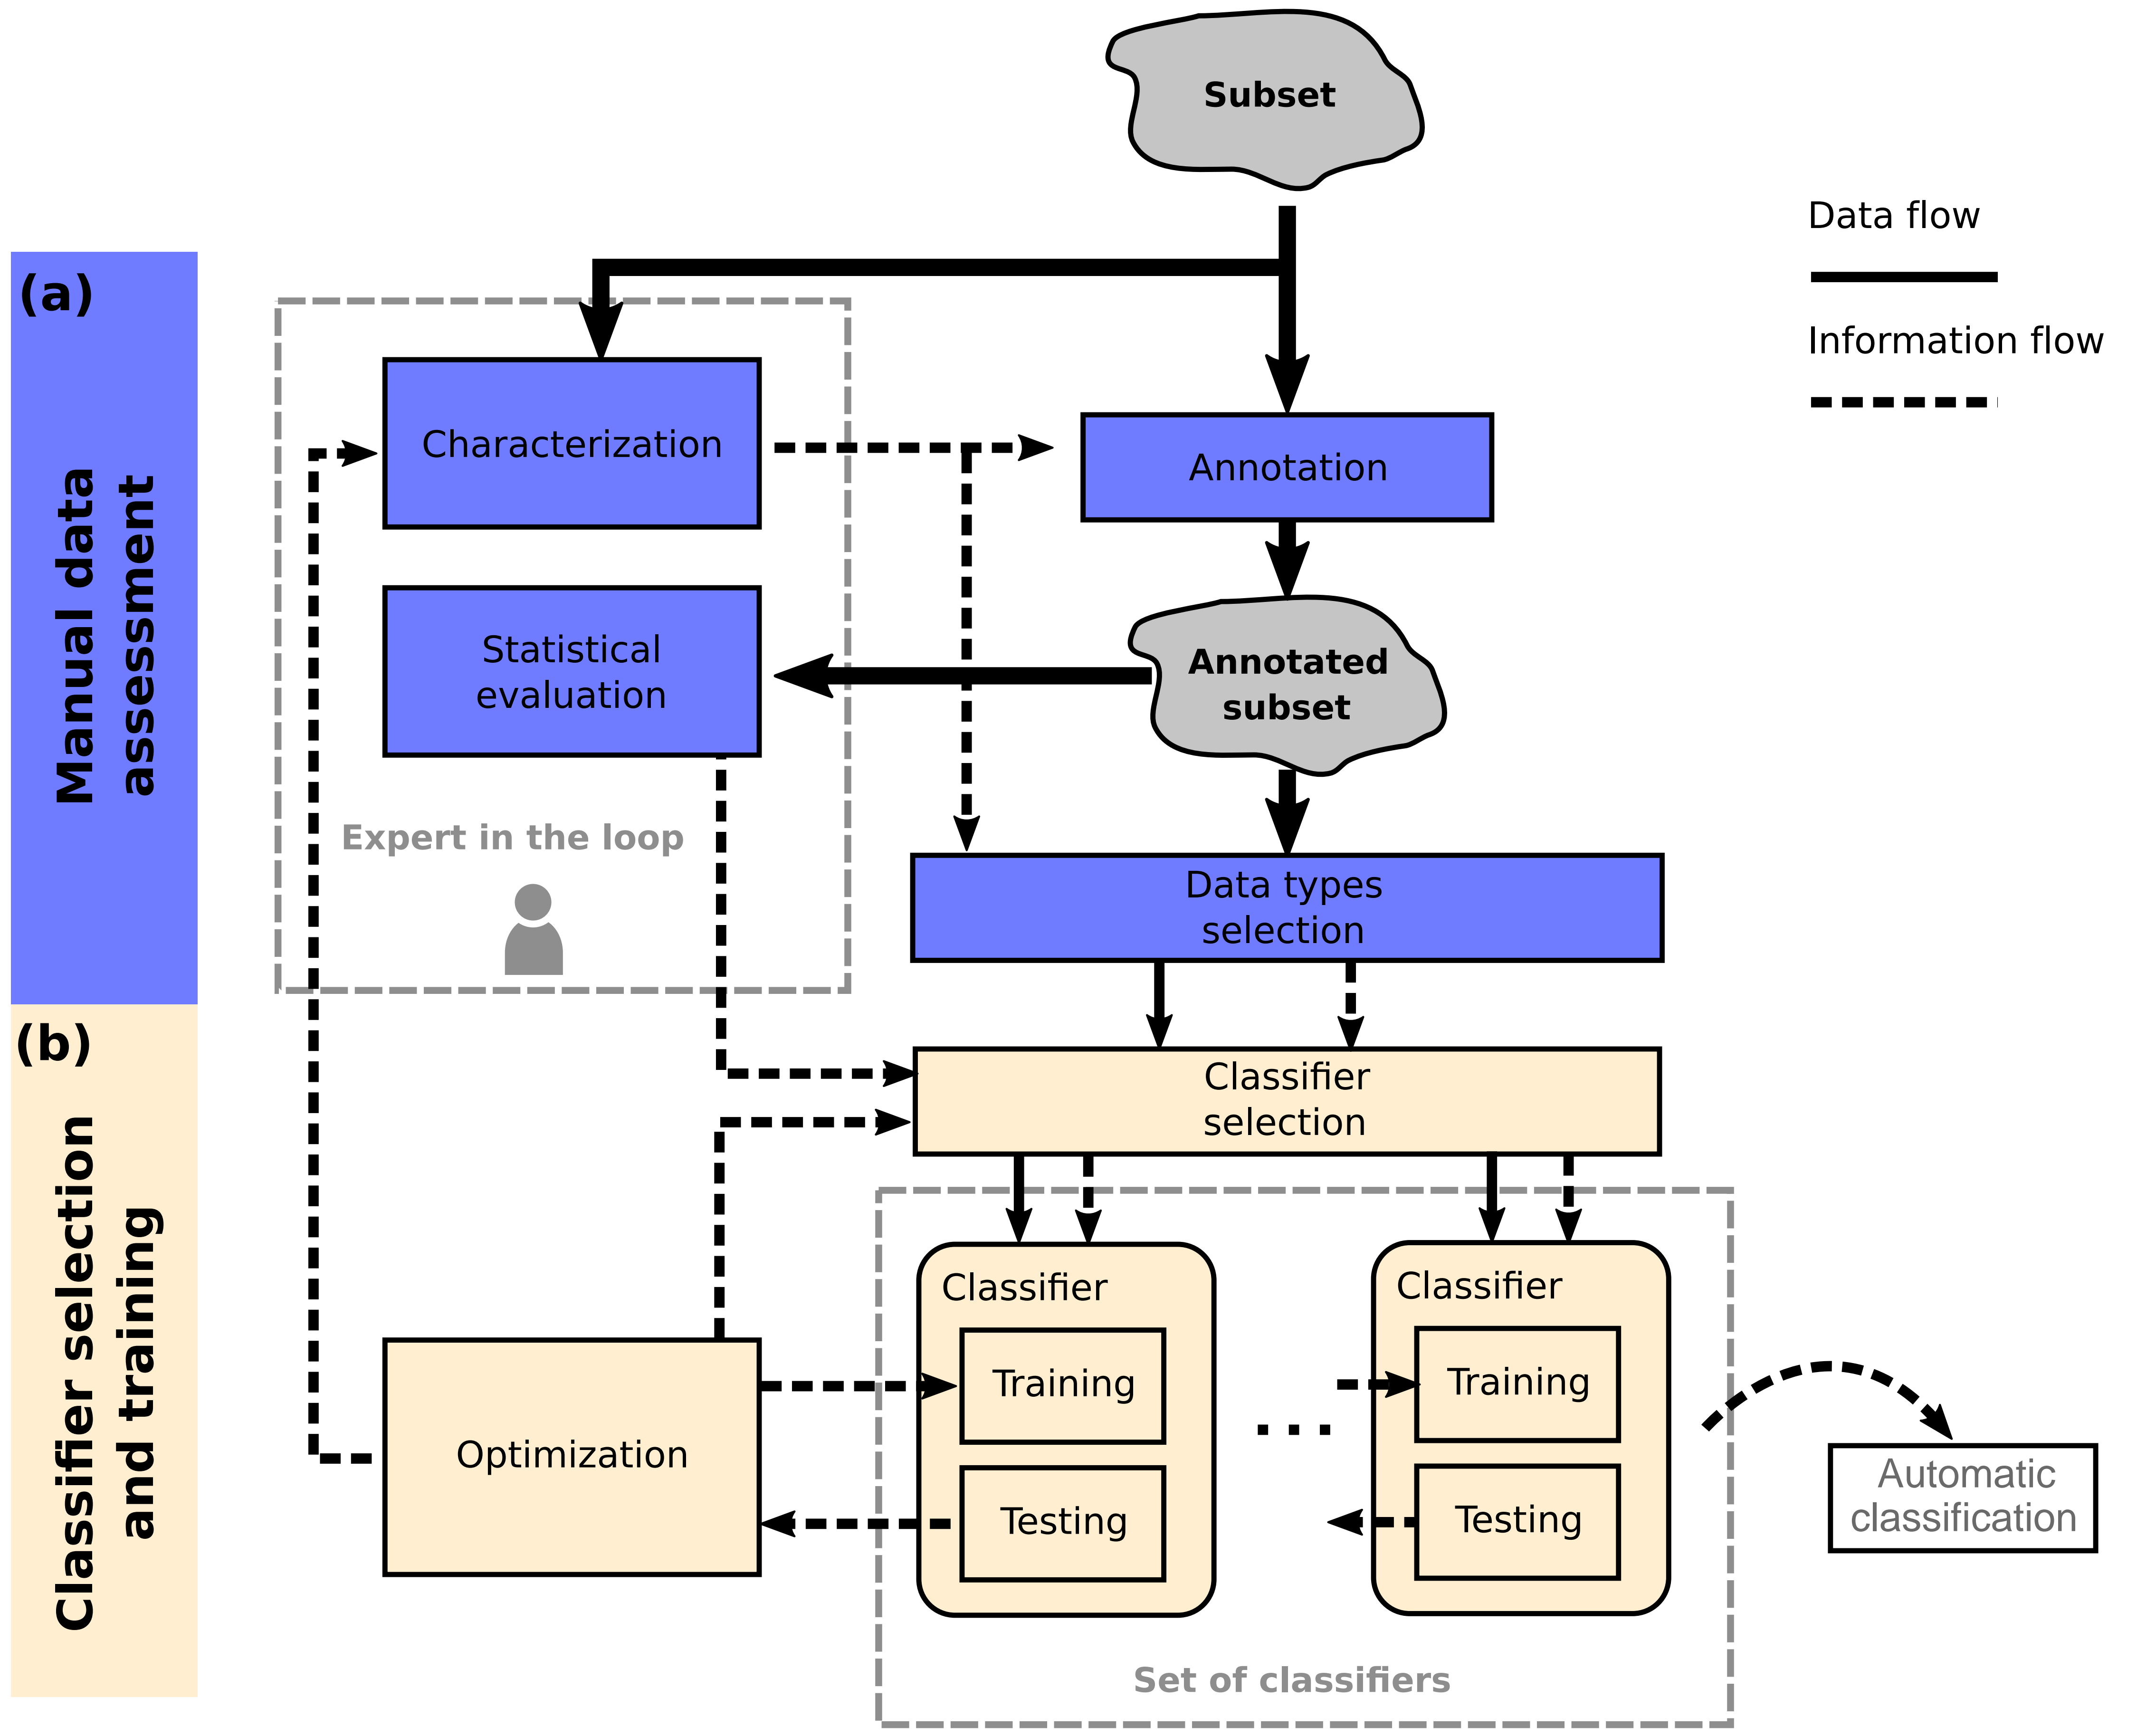 Subset
Data flow
Information flow
(a)
Manual data
assessment
Characterization
Annotation
Statistical
evaluation
Annotated
subset
Expert in the loop
Data types
selection
(b)
Classifier selection
and training
Classifier
selection
Classifier
Training
Testing
...
Classifier
Training
Testing
Optimization
Automatic
classification
Set of classifiers